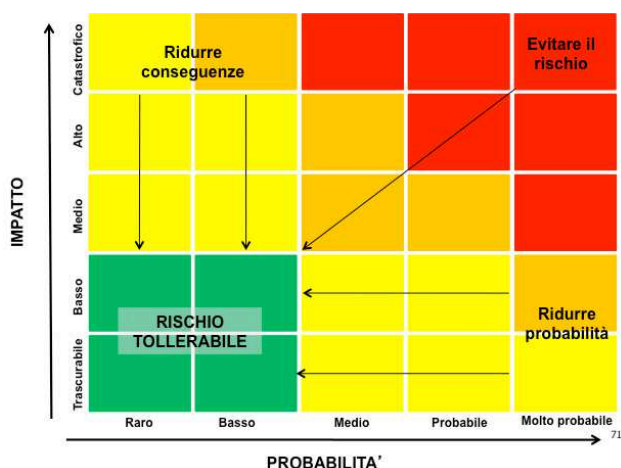 IMPATTO
Catastrofico
Alto
Medio
Basso
Trascurabile
Ridurre
conseguenze
Evitare il
rischio
RISCHIO
TOLLERABILE
Ridurre
probabilità
Raro
Basso
Medio
Probabile
Molto probabile
71
PROBABILITA'